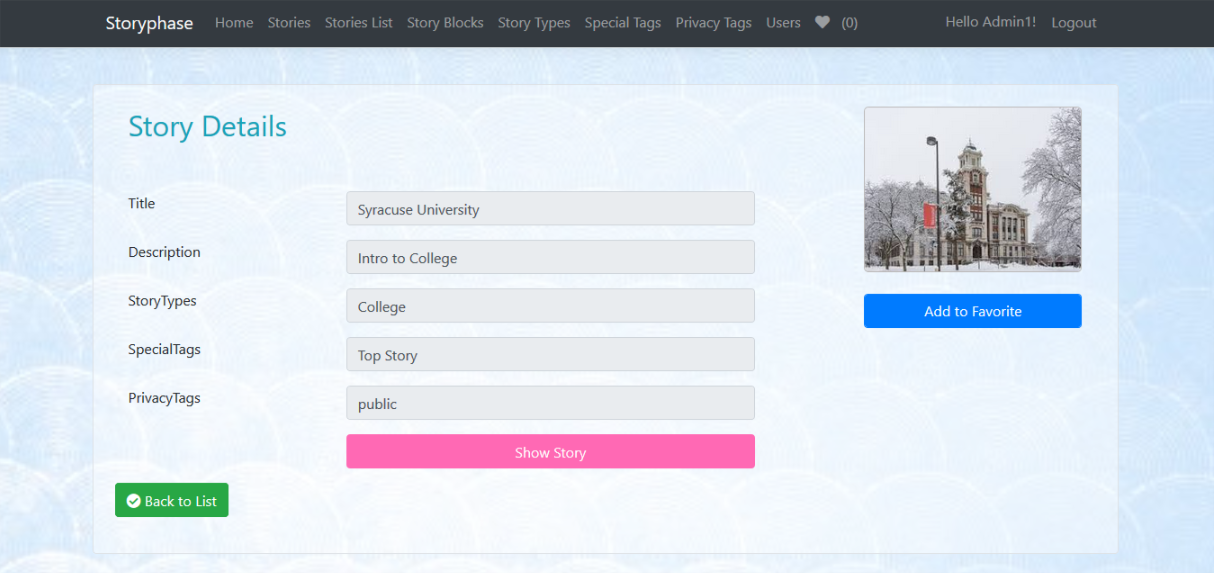 Storyphase Home Stories Stories List Story Blocks Story Types Special Tags Privacy Tags Users (0) Hello Admin1! Logout
Story Details
Title Syracuse University
Description Intro to College
StoryTypes College
SpecialTags Top Story
PrivacyTags public
Show Story
Back to List
Add to Favorite